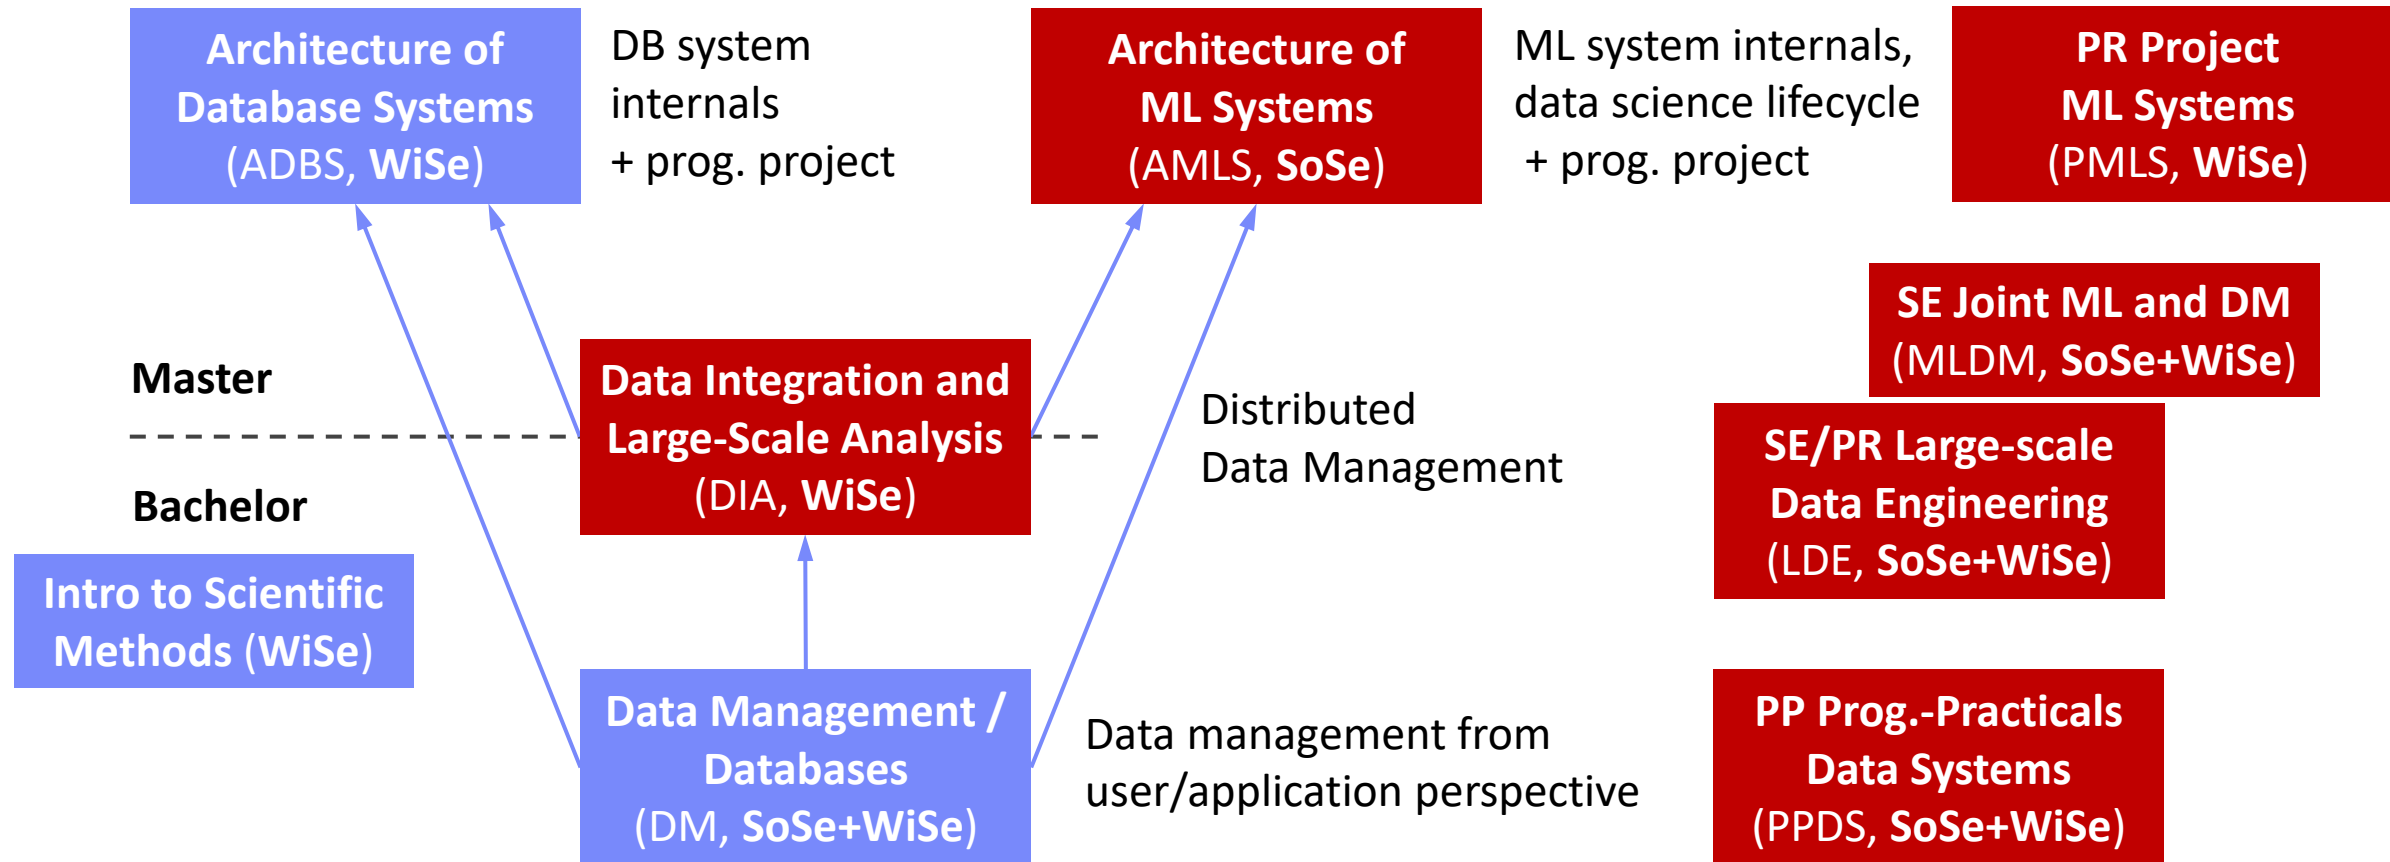 Architecture of
Database Systems
(ADBS, WiSe)
DB system
internals
+ prog. project
Architecture of
ML Systems
(AMLS, SoSe)
ML system internals,
data science lifecycle
+ prog. project
PR Project
ML Systems
(PMLS, WiSe)
SE Joint ML and DM
(MLDM, SoSe+WiSe)
Master
Bachelor
Data Integration and
Large-Scale Analysis
(DIA, WiSe)
Distributed
Data Management
SE/PR Large-scale
Data Engineering
(LDE, SoSe+WiSe)
Intro to Scientific
Methods (WiSe)
Data Management /
Databases
(DM, SoSe+WiSe)
Data management from
user/application perspective
PP Prog.-Practicals
Data Systems
(PPDS, SoSe+WiSe)